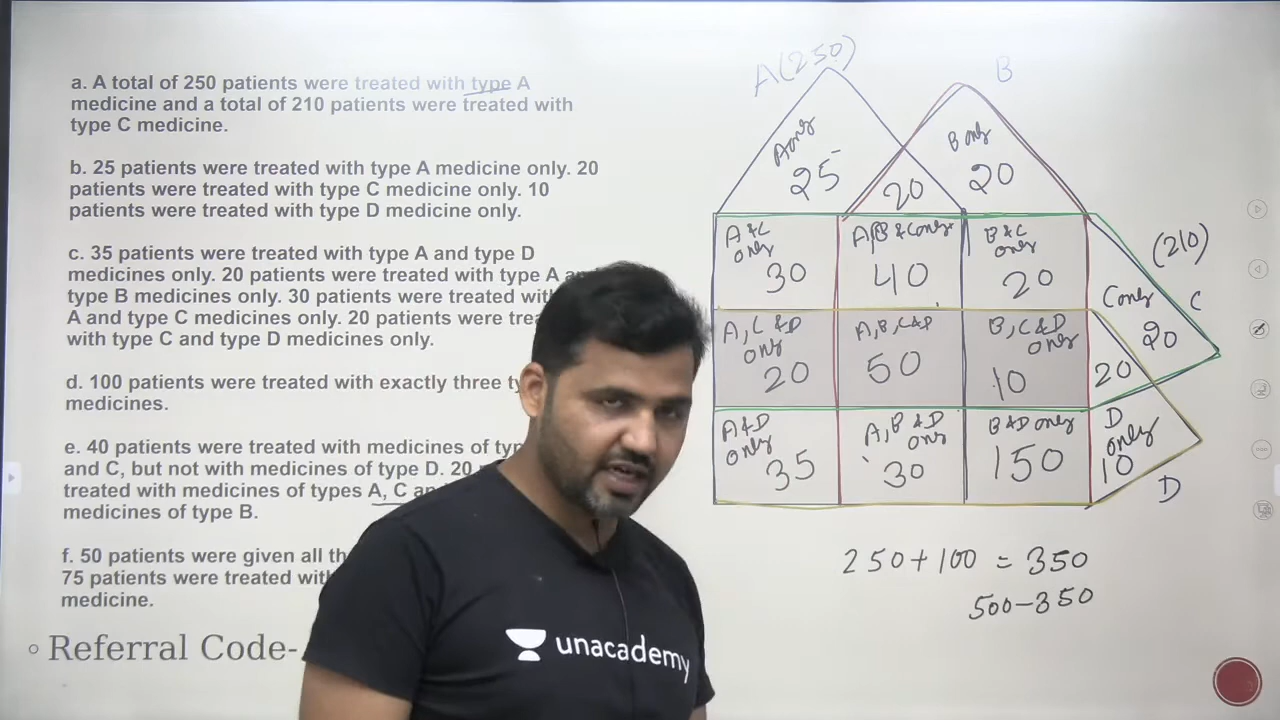 a. A total of 250 patients were treated with type A
medicine and a total of 210 patients were treated with
type C medicine.
b. 25 patients were treated with type A medicine only. 20
patients were treated with type C medicine only. 10
patients were treated with type D medicine only.
c. 35 patients were treated with type A and type D
medicines only. 20 patients were treated with type A
type B medicines only. 30 patients were treated
A and type C medicines only. 20 patients were
with type C and type D medicines only.
d. 100 patients were treated with exactly three
medicines.
e. 40 patients were treated with medicines of
and C, but not with medicines of type D. 20
treated with medicines of types A, C
medicines of type B.
f. 50 patients were given all
75 patients were treated
medicine.
Referral Code-
A (250)
B
A only
25
20
B only
20
A & C
only
30
A, B & C only
40
B & C
only
20
(210)
C only
20
C
A, C & D
only
20
A, B, C & D
50
B, C & D
only
10
20
A & D
only
35
A, B & D
only
30
B & D only
150
D
only
10
D
250 + 100 = 350
500 - 350
unacademy